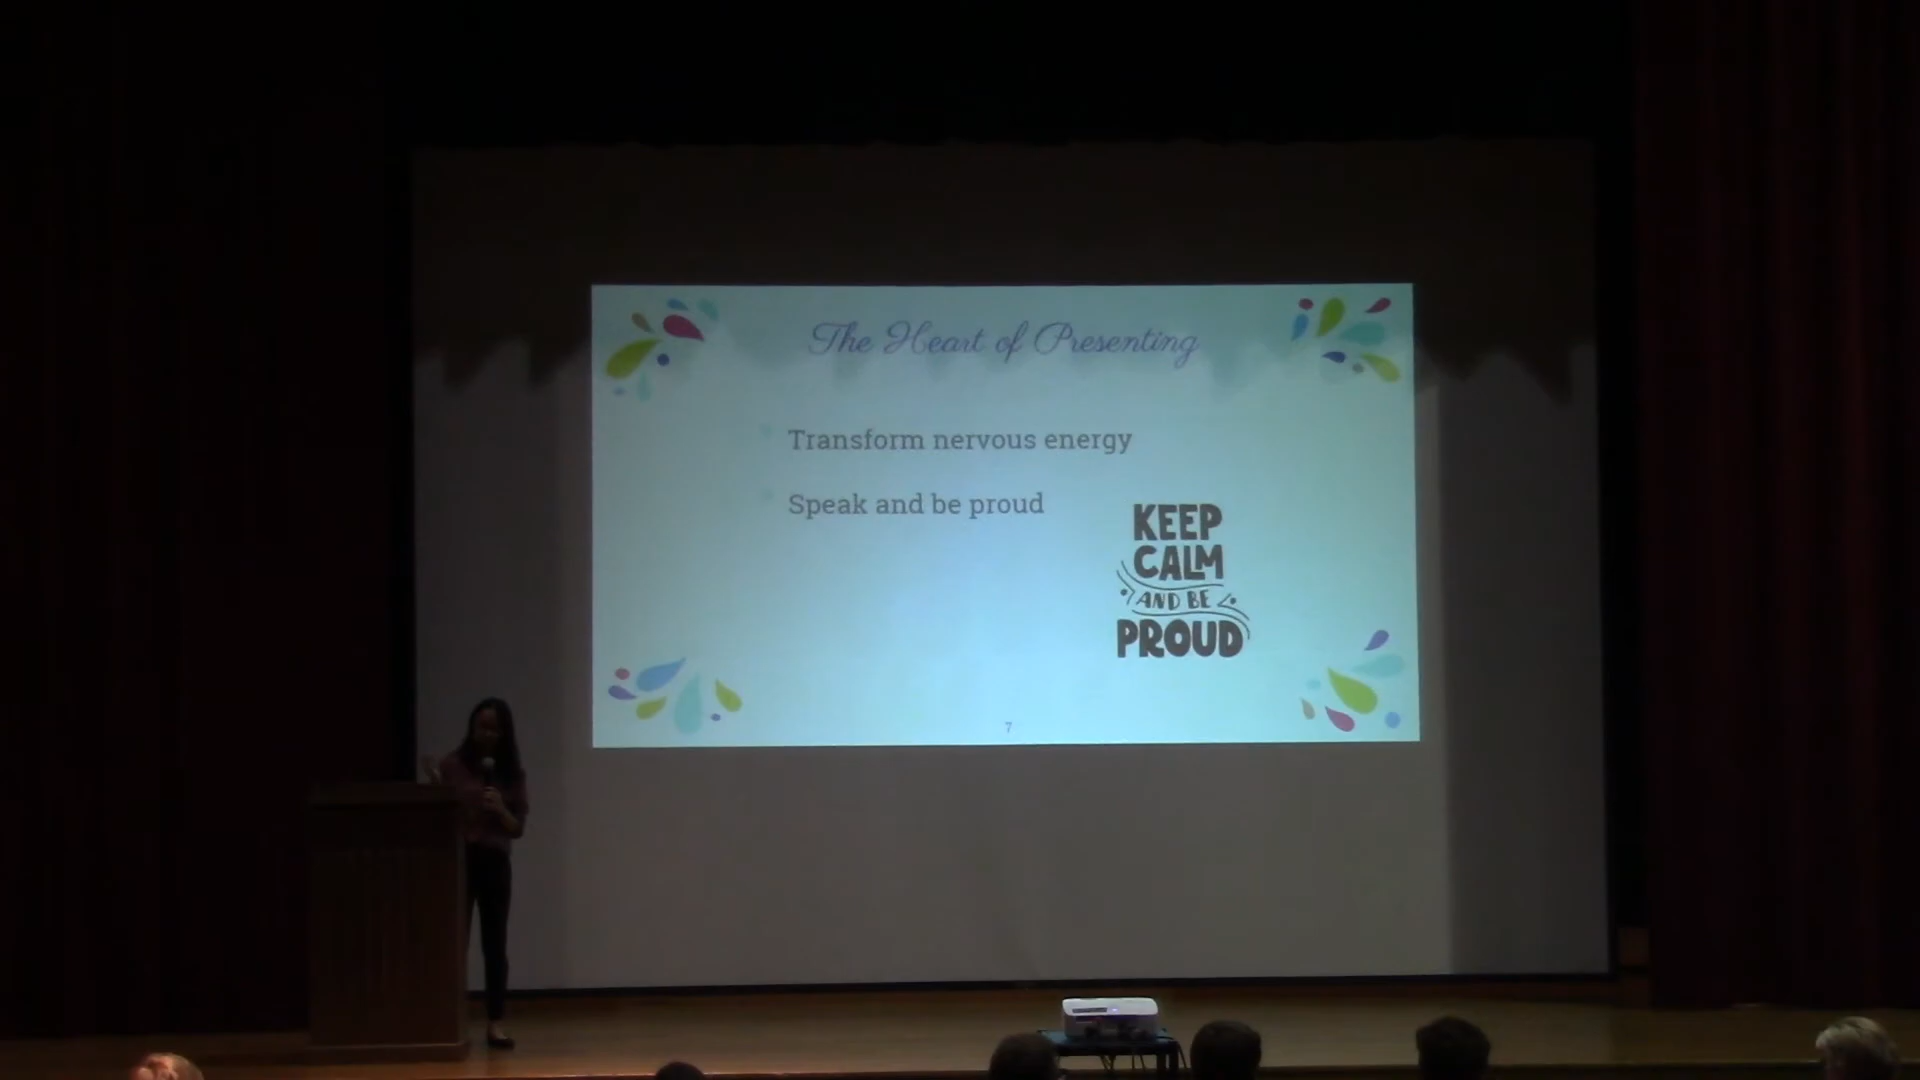 The Heart of Presenting
Transform nervous energy
Speak and be proud
KEEP
CALM
AND BE
PROUD
7